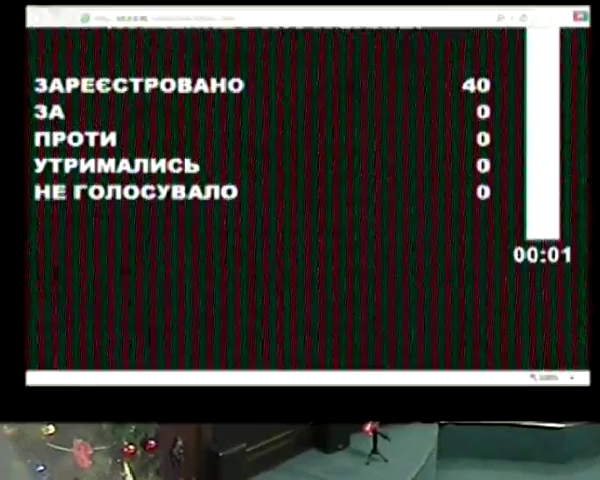 ЗАРЕЄСТРОВАНО 40
ЗА 0
ПРОТИ 0
УТРИМАЛИСЬ 0
НЕ ГОЛОСУВАЛО 0
00:01